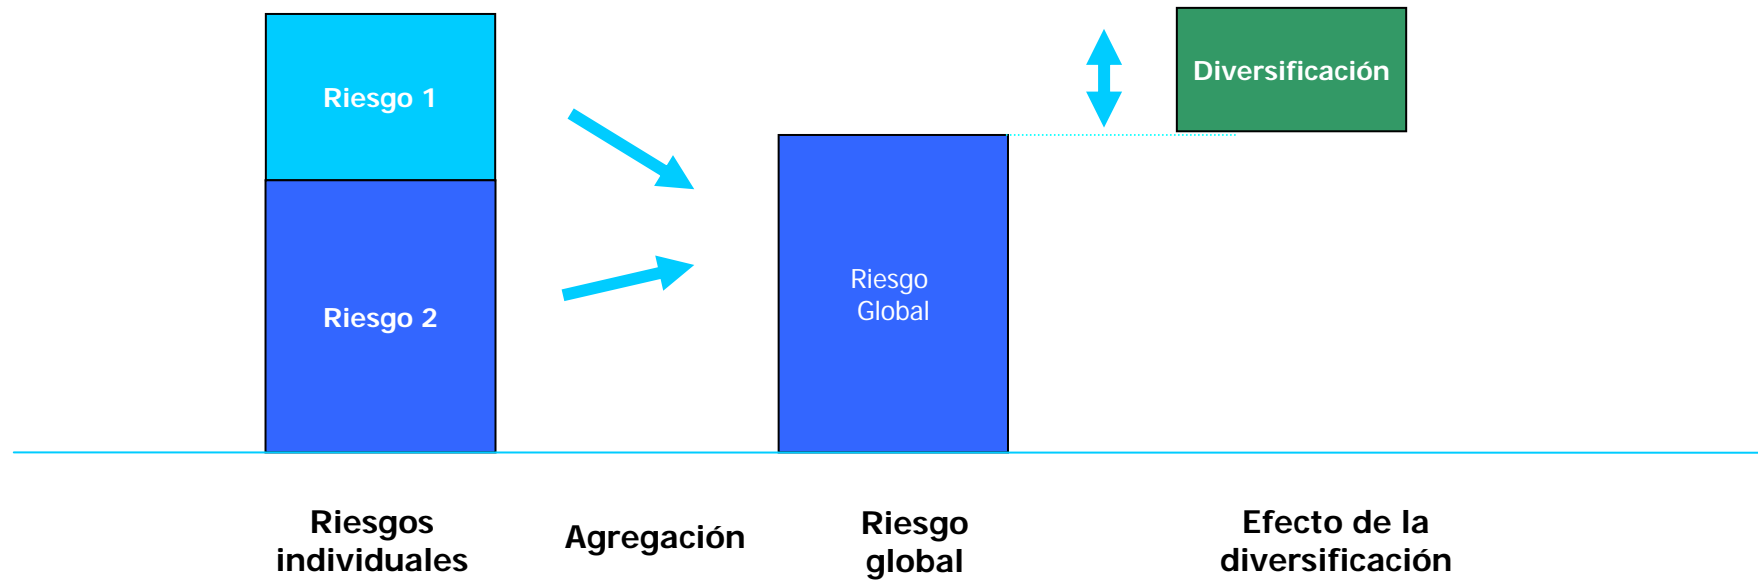 Riesgo 1
Riesgo 2
Riesgo
Global
Diversificación
Riesgos
individuales
Agregación
Riesgo
global
Efecto de la
diversificación